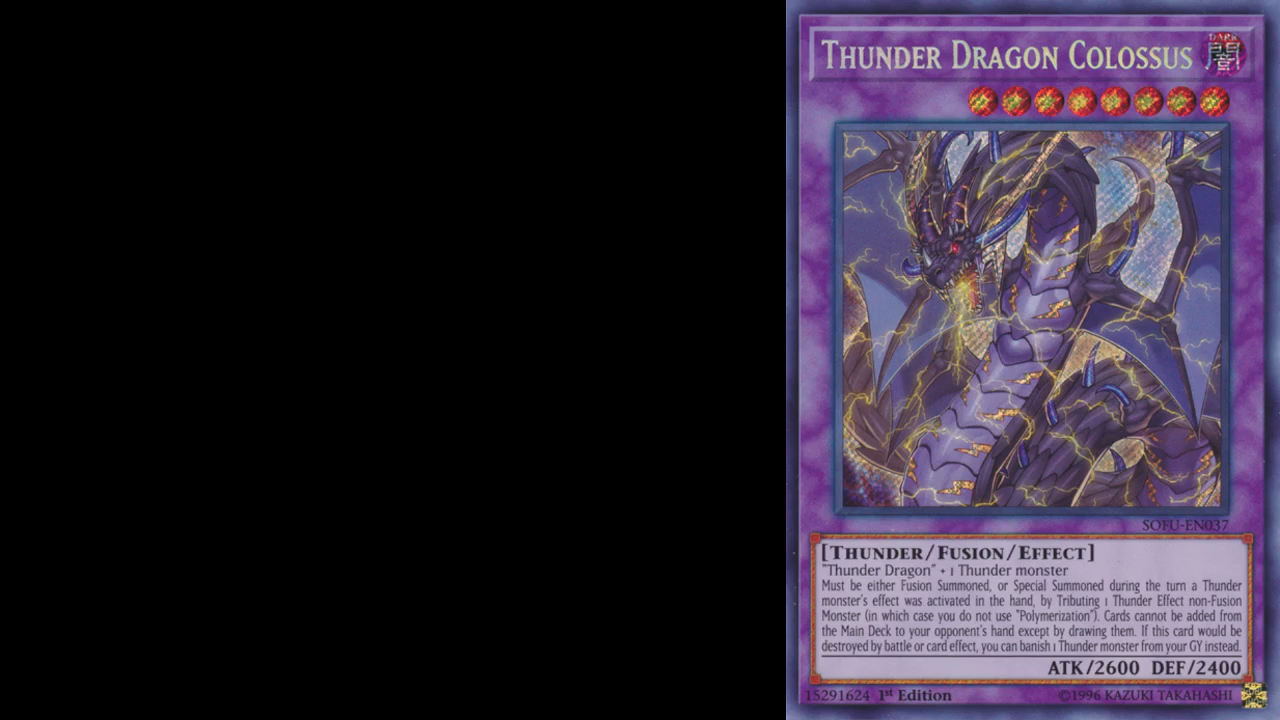 THUNDER DRAGON COLOSSUS
DARK
闇
SOFU-EN037
[THUNDER/FUSION/EFFECT]
"Thunder Dragon" + 1 Thunder monster
Must be either Fusion Summoned, or Special Summoned during the turn a Thunder
monster's effect was activated in the hand, by Tributing 1 Thunder Effect non-Fusion
Monster (in which case you do not use "Polymerization"). Cards cannot be added from
the Main Deck to your opponent's hand except by drawing them. If this card would be
destroyed by battle or card effect, you can banish 1 Thunder monster from your GY instead.
ATK/2600 DEF/2400
15291624 1st Edition ©1996 KAZUKI TAKAHASHI